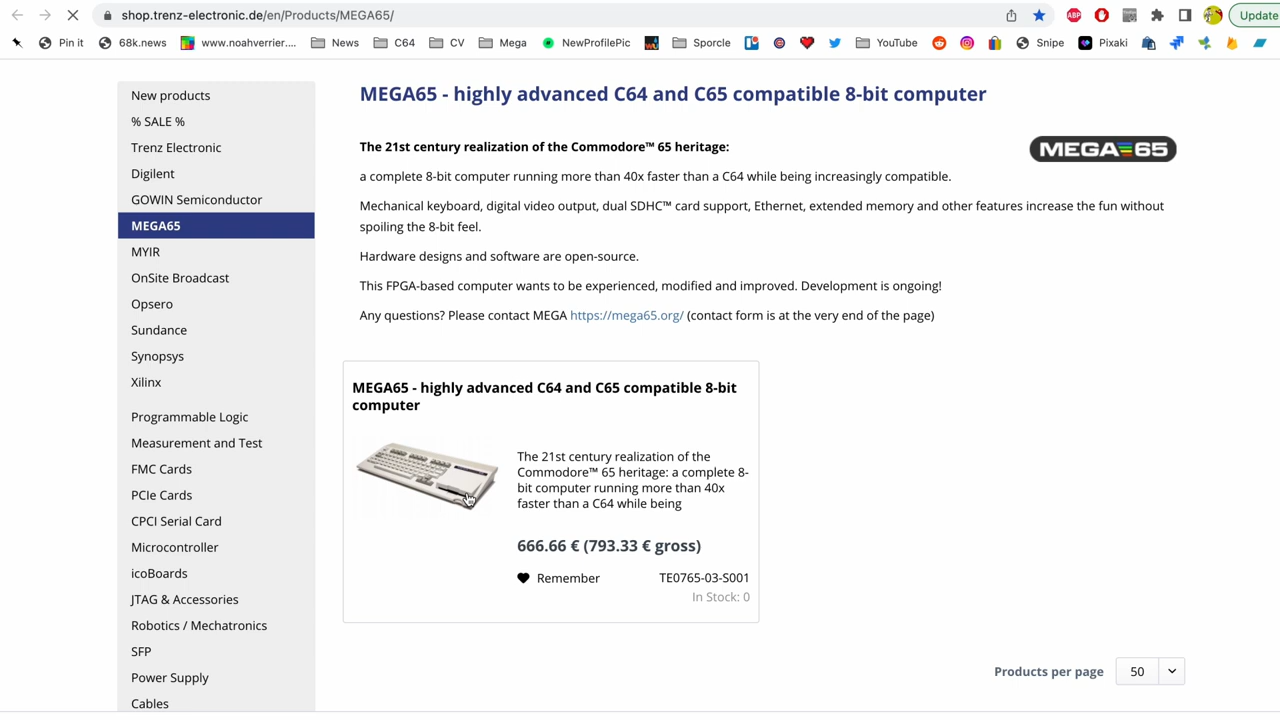 shop.trenz-electronic.de/en/Products/MEGA65/
ABP
Update
Pin it
68k.news
www.noahverrier....
News
C64
CV
Mega
NewProfilePic
Sporcle
YouTube
Snipe
Pixaki
New products
% SALE %
Trenz Electronic
Digilent
GOWIN Semiconductor
MEGA65
MYIR
OnSite Broadcast
Opsero
Sundance
Synopsys
Xilinx
Programmable Logic
Measurement and Test
FMC Cards
PCIe Cards
CPCI Serial Card
Microcontroller
icoBoards
JTAG & Accessories
Robotics / Mechatronics
SFP
Power Supply
Cables
MEGA65 - highly advanced C64 and C65 compatible 8-bit computer
The 21st century realization of the Commodore™ 65 heritage:
MEGA65
a complete 8-bit computer running more than 40x faster than a C64 while being increasingly compatible.
Mechanical keyboard, digital video output, dual SDHC™ card support, Ethernet, extended memory and other features increase the fun without
spoiling the 8-bit feel.
Hardware designs and software are open-source.
This FPGA-based computer wants to be experienced, modified and improved. Development is ongoing!
Any questions? Please contact MEGA https://mega65.org/ (contact form is at the very end of the page)
MEGA65 - highly advanced C64 and C65 compatible 8-bit
computer
The 21st century realization of the
Commodore™ 65 heritage: a complete 8-
bit computer running more than 40x
faster than a C64 while being
666.66 € (793.33 € gross)
Remember
TE0765-03-S001
In Stock: 0
Products per page
50